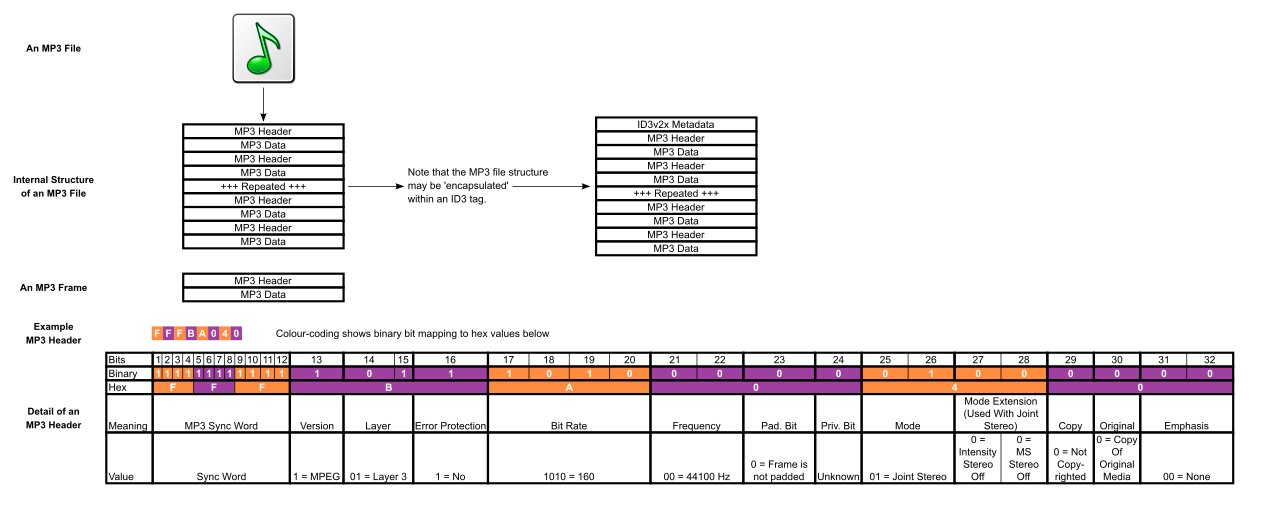 An MP3 File
Internal Structure
of an MP3 File
MP3 Header
MP3 Data
MP3 Header
MP3 Data
+++ Repeated +++
MP3 Header
MP3 Data
MP3 Header
MP3 Data
Note that the MP3 file structure
may be 'encapsulated'
within an ID3 tag.
ID3v2x Metadata
MP3 Header
MP3 Data
MP3 Header
MP3 Data
+++ Repeated +++
MP3 Header
MP3 Data
MP3 Header
MP3 Data
An MP3 Frame
MP3 Header
MP3 Data
Example
MP3 Header
F F F B A 0 4 0
Colour-coding shows binary bit mapping to hex values below
Detail of an
MP3 Header
Bits 1 2 3 4 5 6 7 8 9 10 11 12 13 14 15 16 17 18 19 20 21 22 23 24 25 26 27 28 29 30 31 32
Binary 1 1 1 1 1 1 1 1 1 1 1 1 1 0 1 1 1 0 1 0 0 0 0 0 0 1 0 0 0 0 0 0
Hex F F F B A 0 4 0
Meaning MP3 Sync Word Version Layer Error Protection Bit Rate Frequency Pad. Bit Priv. Bit Mode
Mode Extension
(Used With Joint
Stereo)
Copy Original Emphasis
Value Sync Word 1 = MPEG 01 = Layer 3 1 = No 1010 = 160 00 = 44100 Hz
0 = Frame is
not padded
Unknown
01 = Joint Stereo
0 =
Intensity
Stereo
Off
0 =
MS
Stereo
Off
0 = Not
Copy-
righted
0 = Copy
Of
Original
Media
00 = None